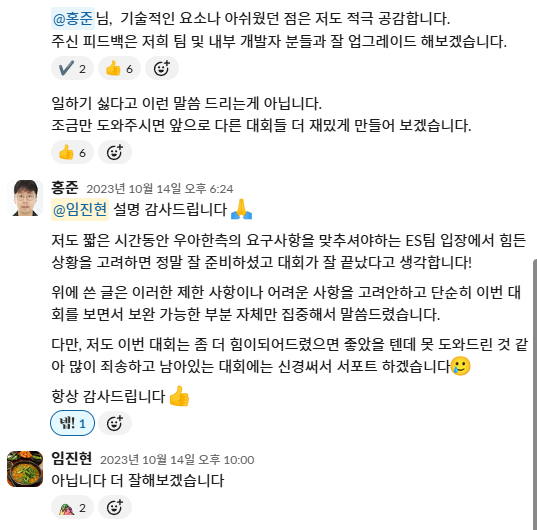 @홍준 님,  기술적인 요소나 아쉬웠던 점은 저도 적극 공감합니다.
주신 피드백은 저희 팀 및 내부 개발자 분들과 잘 업그레이드 해보겠습니다.
2 6
일하기 싫다고 이런 말씀 드리는게 아닙니다.
조금만 도와주시면 앞으로 다른 대회들 더 재밌게 만들어 보겠습니다.
6
홍준 2023년 10월 14일 오후 6:24
@임진현 설명 감사드립니다
저도 짧은 시간동안 우아한측의 요구사항을 맞추셔야하는 ES팀 입장에서 힘든
상황을 고려하면 정말 잘 준비하셨고 대회가 잘 끝났다고 생각합니다!
위에 쓴 글은 이러한 제한 사항이나 어려운 사항을 고려안하고 단순히 이번 대
회를 보면서 보완 가능한 부분 자체만 집중해서 말씀드렸습니다.
다만, 저도 이번 대회는 좀 더 힘이되어드렸으면 좋았을 텐데 못 도와드린 것 같
아 많이 죄송하고 남아있는 대회에는 신경써서 서포트 하겠습니다
항상 감사드립니다
넵! 1
임진현 2023년 10월 14일 오후 10:00
아닙니다 더 잘해보겠습니다
2